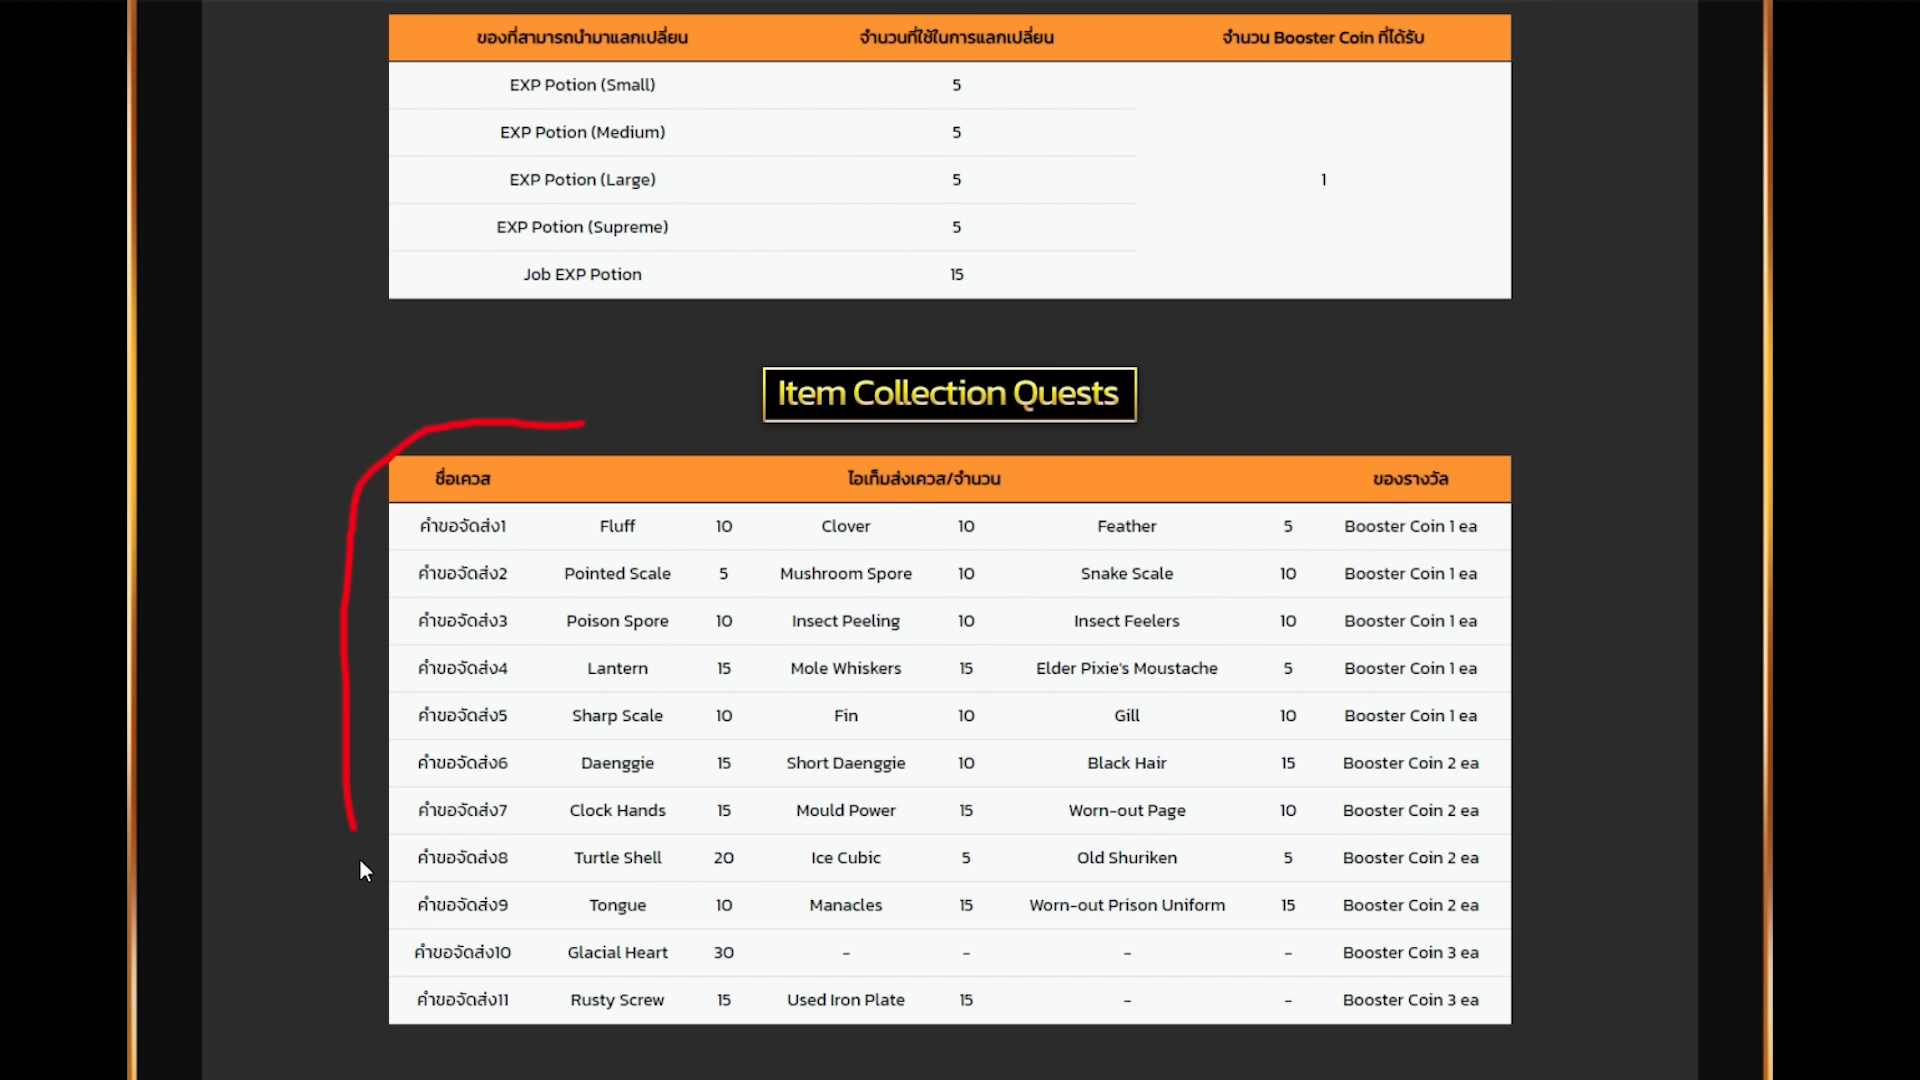 ของที่สามารถนำมาแลกเปลี่ยน จำนวนที่ใช้ในการแลกเปลี่ยน จำนวน Booster Coin ที่ได้รับ
EXP Potion (Small) 5
EXP Potion (Medium) 5
EXP Potion (Large) 5 1
EXP Potion (Supreme) 5
Job EXP Potion 15
Item Collection Quests
ชื่อเควส ไอเท็มส่งเควส/จำนวน ของรางวัล
คำขอจัดส่ง1 Fluff 10 Clover 10 Feather 5 Booster Coin 1 ea
คำขอจัดส่ง2 Pointed Scale 5 Mushroom Spore 10 Snake Scale 10 Booster Coin 1 ea
คำขอจัดส่ง3 Poison Spore 10 Insect Peeling 10 Insect Feelers 10 Booster Coin 1 ea
คำขอจัดส่ง4 Lantern 15 Mole Whiskers 15 Elder Pixie's Moustache 5 Booster Coin 1 ea
คำขอจัดส่ง5 Sharp Scale 10 Fin 10 Gill 10 Booster Coin 1 ea
คำขอจัดส่ง6 Daenggie 15 Short Daenggie 10 Black Hair 15 Booster Coin 2 ea
คำขอจัดส่ง7 Clock Hands 15 Mould Power 15 Worn-out Page 10 Booster Coin 2 ea
คำขอจัดส่ง8 Turtle Shell 20 Ice Cubic 5 Old Shuriken 5 Booster Coin 2 ea
คำขอจัดส่ง9 Tongue 10 Manacles 15 Worn-out Prison Uniform 15 Booster Coin 2 ea
คำขอจัดส่ง10 Glacial Heart 30 - - - - Booster Coin 3 ea
คำขอจัดส่ง11 Rusty Screw 15 Used Iron Plate 15 - - Booster Coin 3 ea